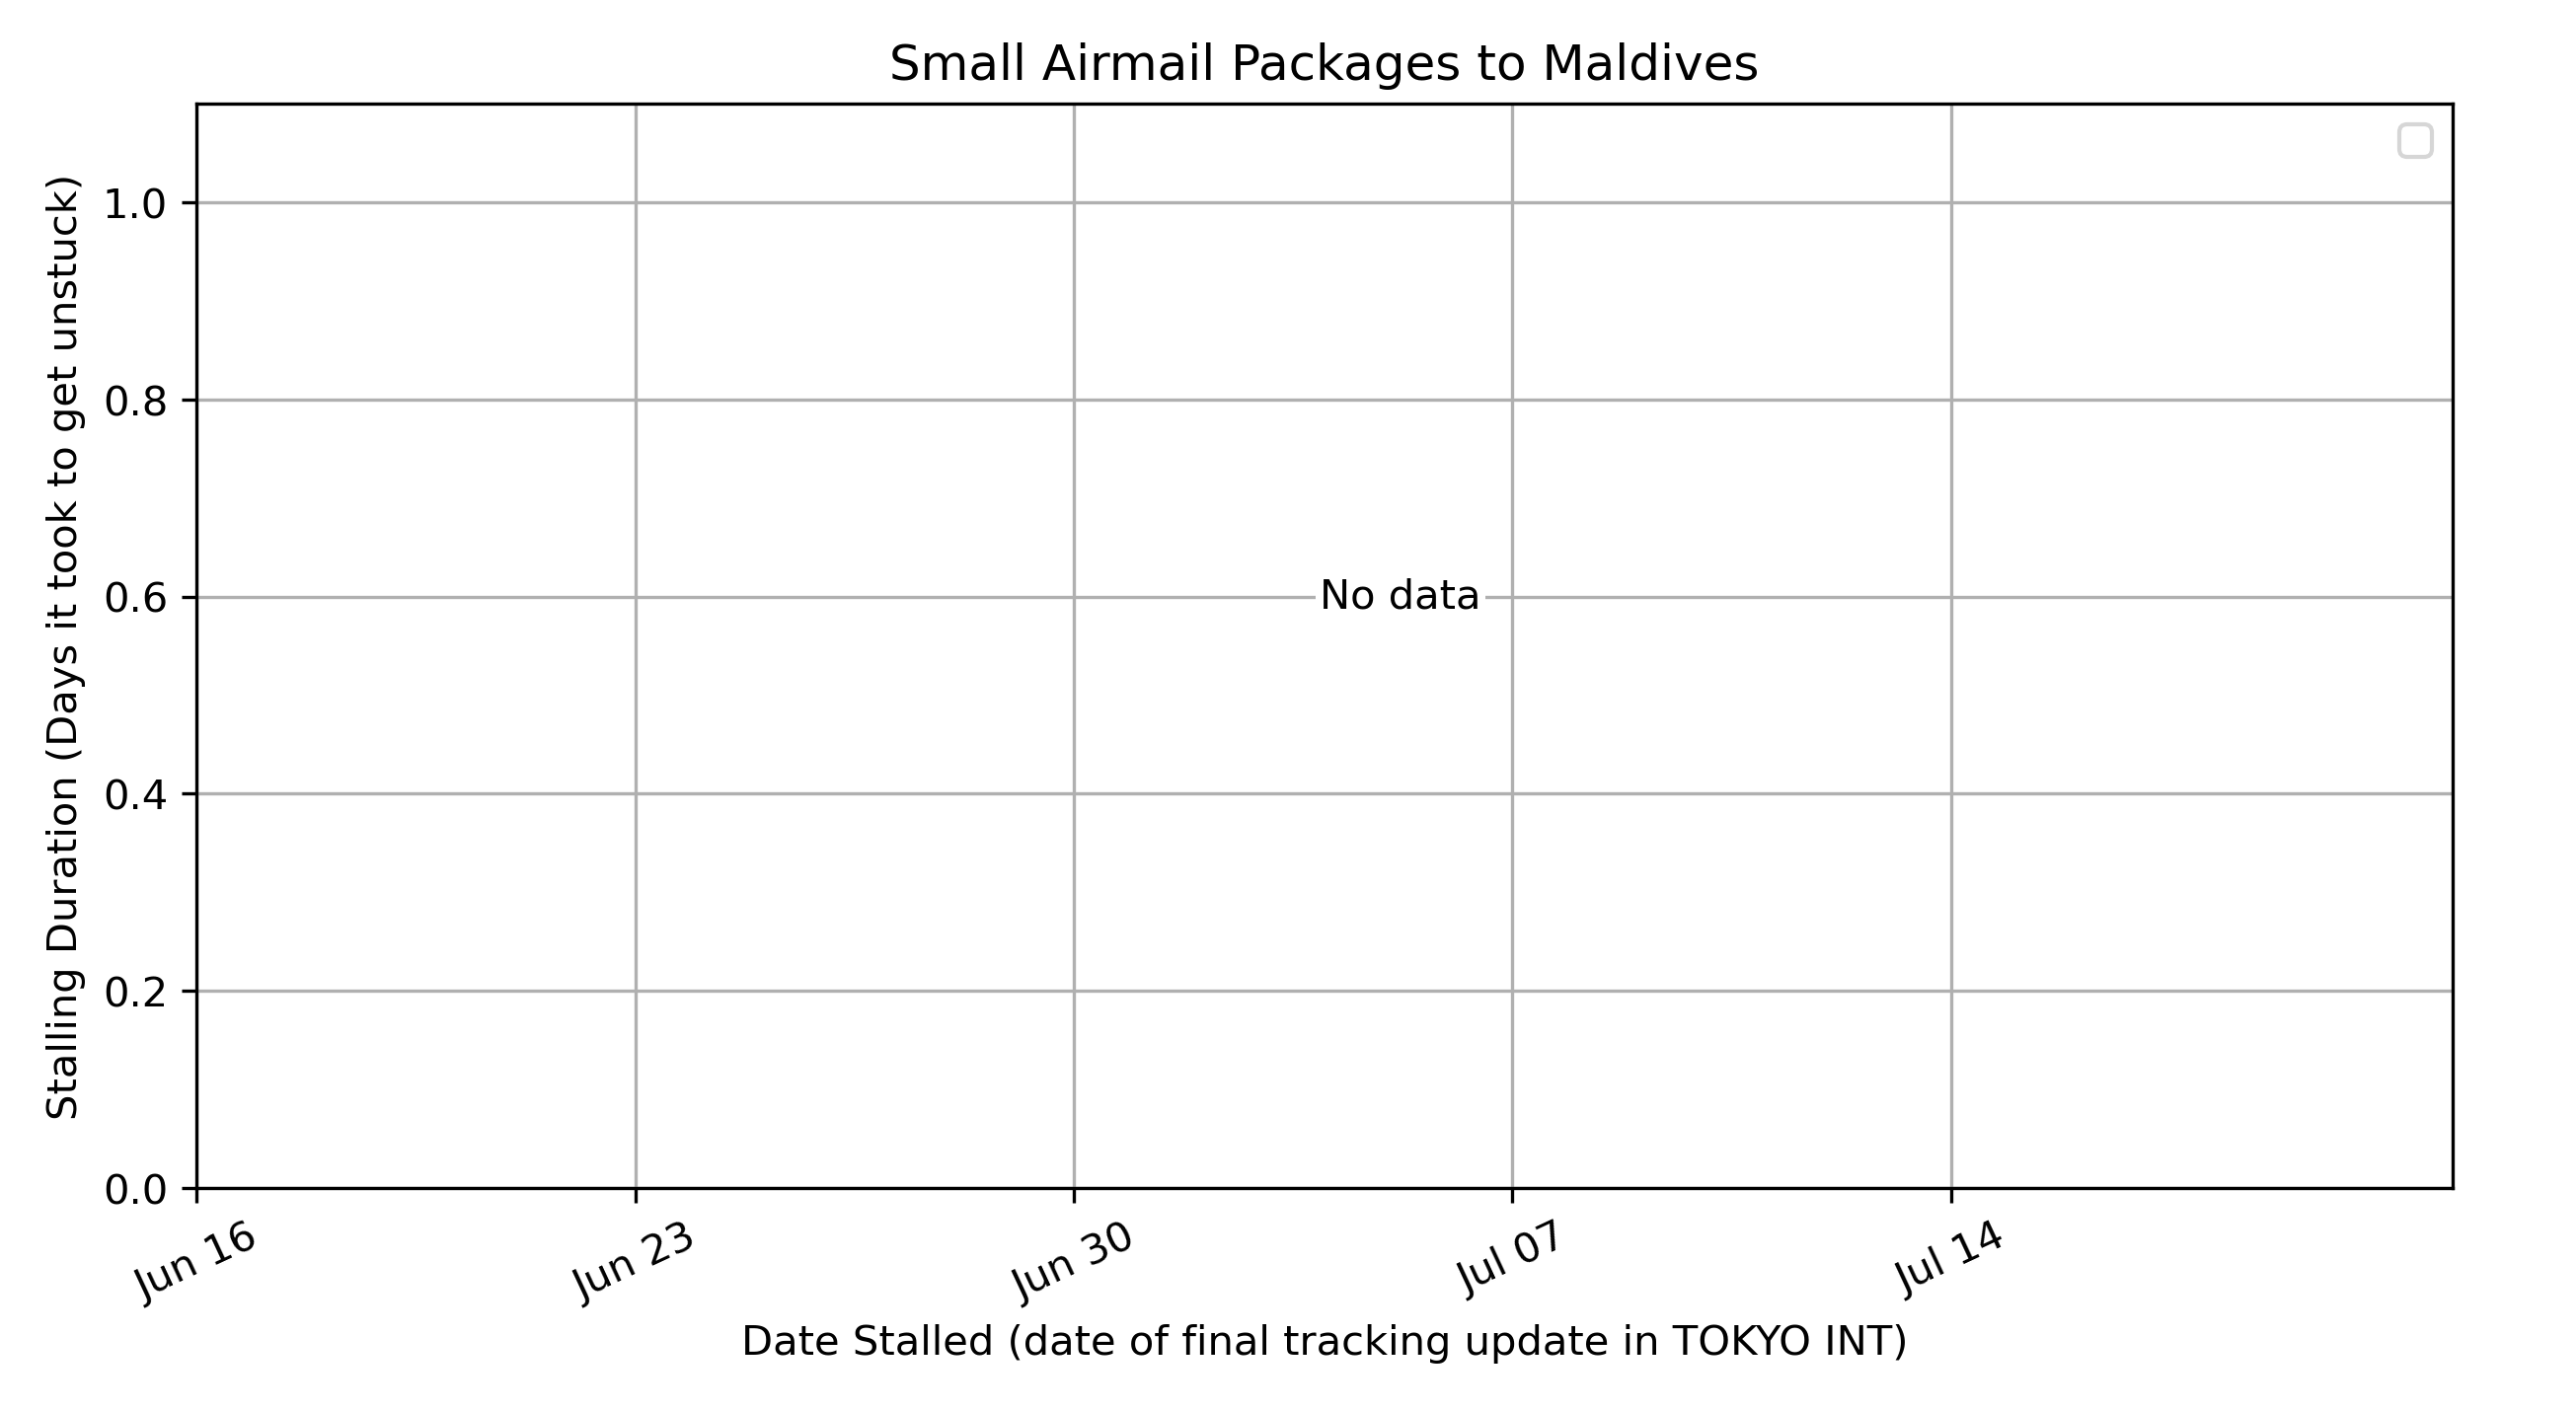 Small Airmail Packages to Maldives
Stalling Duration (Days it took to get unstuck)
1.0
0.8
0.6
0.4
0.2
0.0
No data
Jun 16
Jun 23
Jun 30
Jul 07
Jul 14
Date Stalled (date of final tracking update in TOKYO INT)